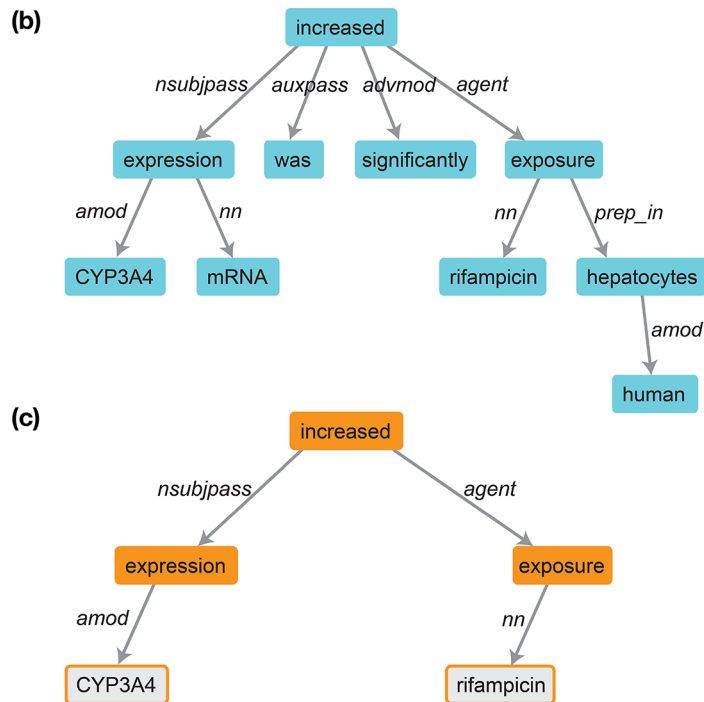 (b)
increased
nsubjpass auxpass advmod agent
expression was significantly exposure
amod nn nn prep_in
CYP3A4 mRNA rifampicin hepatocytes
amod
human
(c)
increased
nsubjpass agent
expression exposure
amod nn
CYP3A4 rifampicin